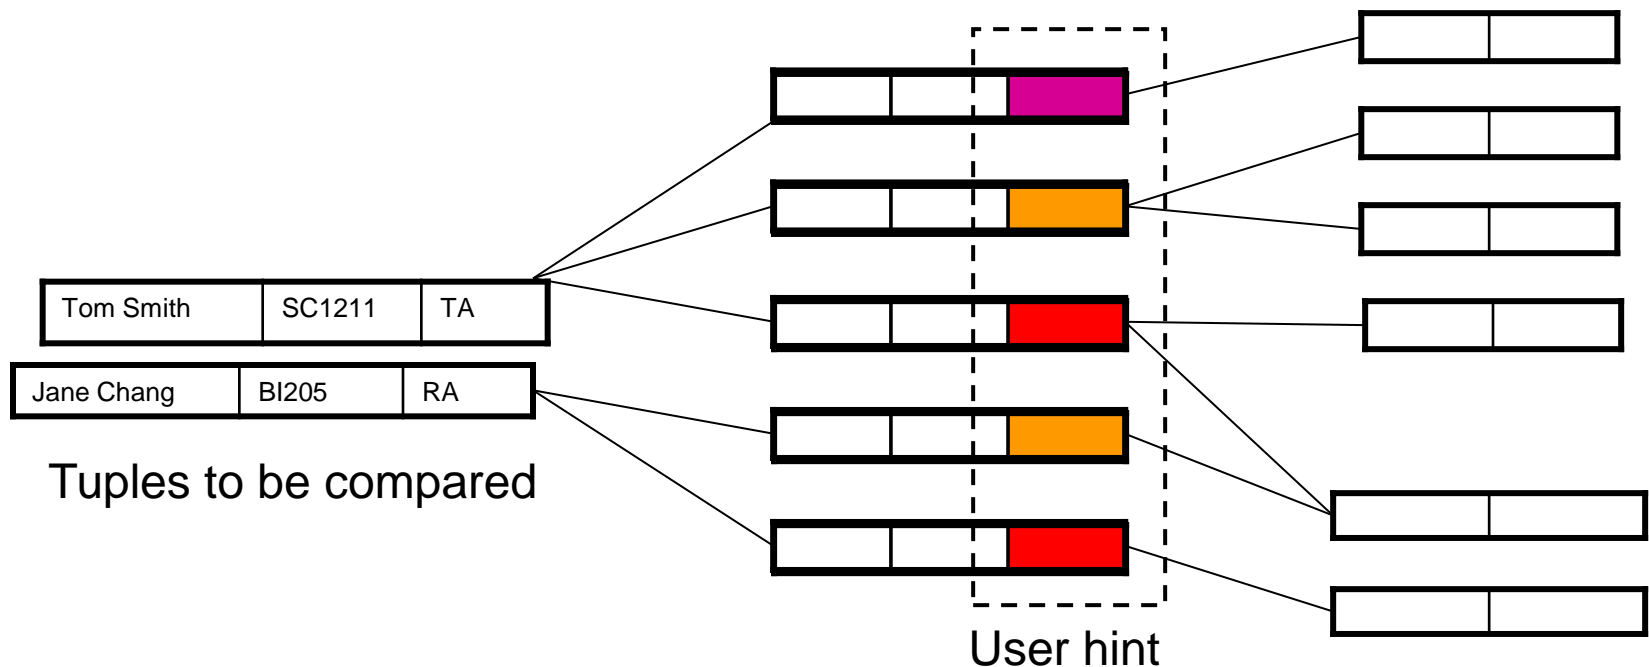 Tom Smith SC1211 TA
Jane Chang BI205 RA
Tuples to be compared
User hint